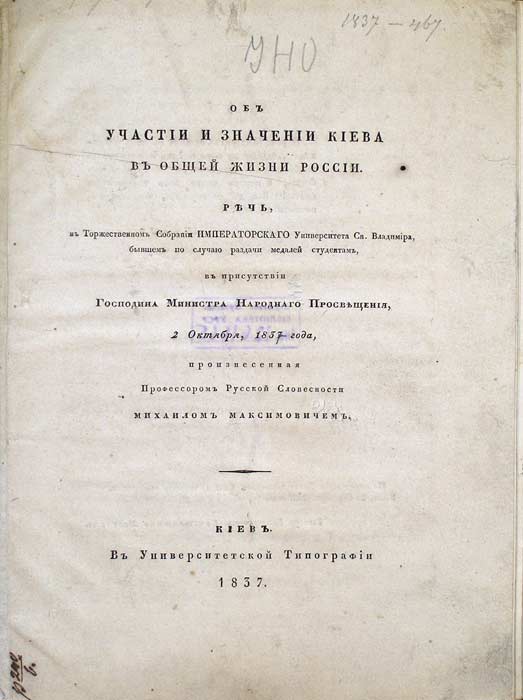 1837 — 467.
УНО
ОБЪ
УЧАСТІИ И ЗНАЧЕНІИ КІЕВА
ВЪ ОБЩЕЙ ЖИЗНИ РОССІИ.
РѢЧЬ,
въ Торжественномъ Собраніи ИМПЕРАТОРСКАГО Университета Св. Владиміра,
бывшемъ по случаю раздачи медалей студентамъ,
въ присутствіи
Господина Министра Народнаго Просвѣщенія,
2 Октября, 1837 года,
произнесенная
Профессоромъ Русской Словесности
МИХАИЛОМЪ МАКСИМОВИЧЕМЪ,
КІЕВЪ.
Въ Университетской Типографіи
1837.